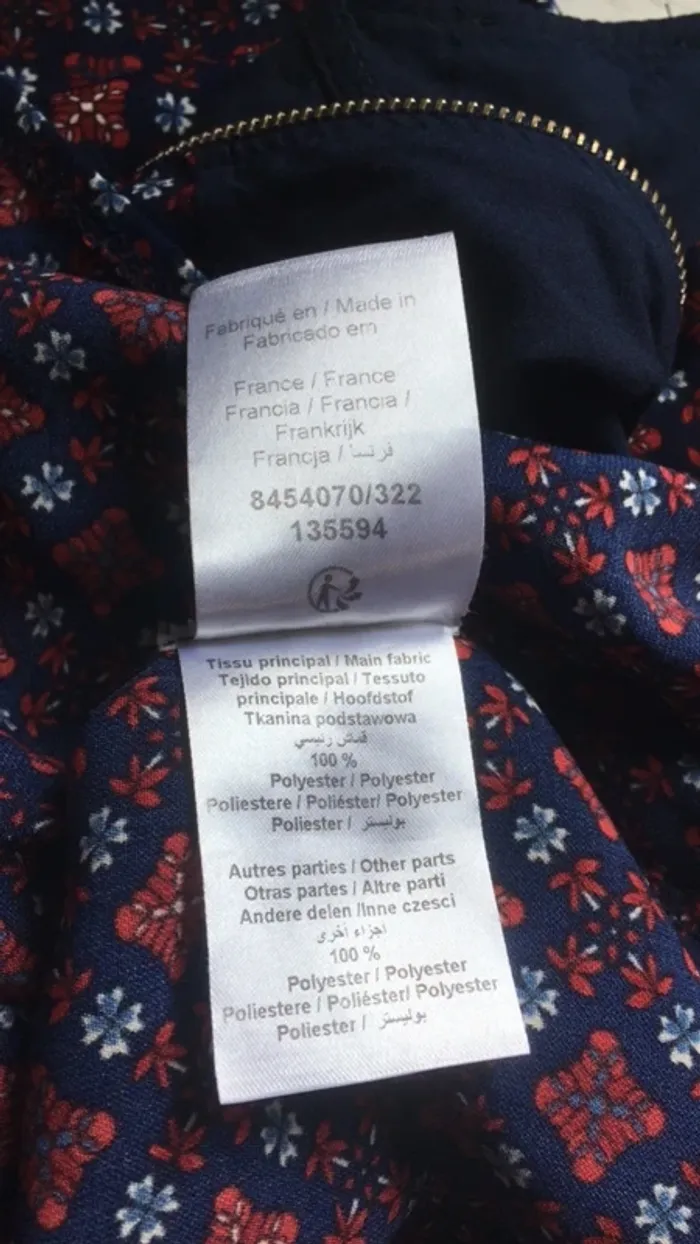 Fabriqué en / Made in
Fabricado em
France / France
Francia / Francia /
Frankrijk
Francja / فرنسا
8454070/322
135594
Tissu principal / Main fabric
Tejido principal / Tessuto
principale / Hoofdstof
Tkanina podstawowa
قماش رئيسي
100 %
Polyester / Polyester
Poliestere / Poliéster/ Polyester
Poliester / بوليستر
Autres parties / Other parts
Otras partes / Altre parti
Andere delen /Inne czesci
اجزاء أخرى
100 %
Polyester / Polyester
Poliestere / Poliéster/ Polyester
Poliester / بوليستر